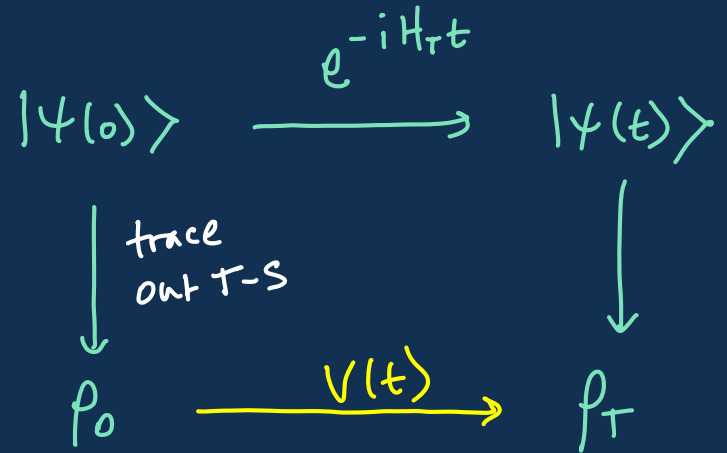 e^{-iH_T t}
|Ψ(0)⟩ |ψ(t)⟩
trace
out T-S
V(t)
ρ_0 ρ_T